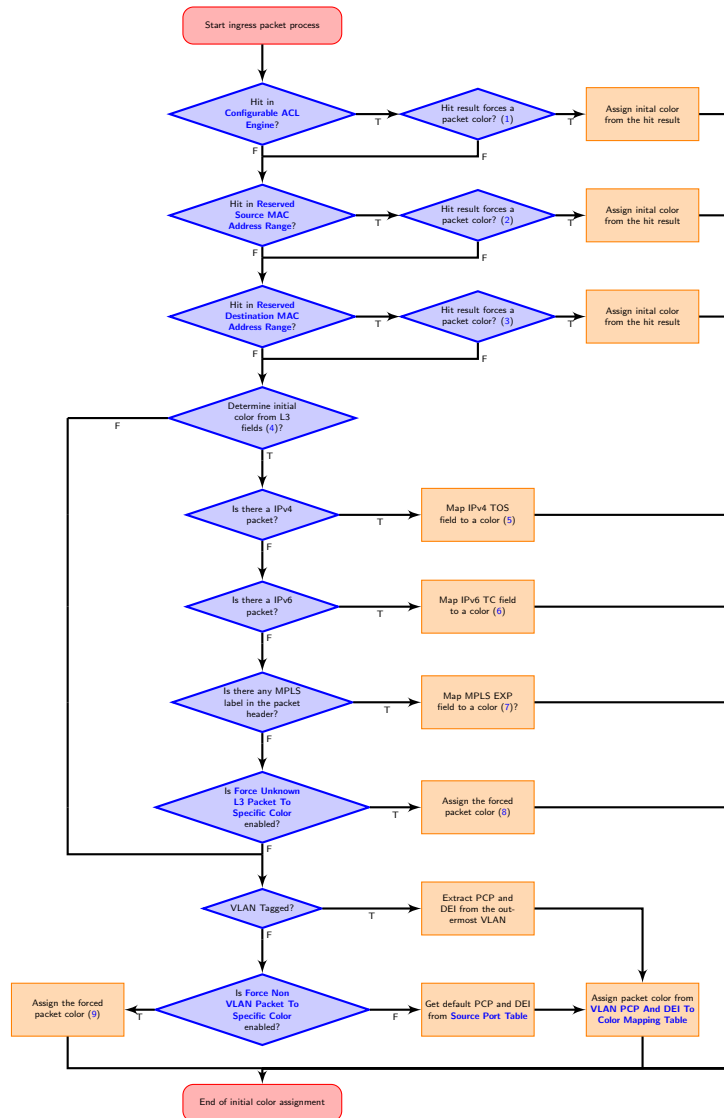 Start ingress packet process
Hit in
Configurable ACL
Engine?
T
Hit result forces a
packet color? (1)
T
Assign inital color
from the hit result
F
F
Hit in Reserved
Source MAC
Address Range?
T
Hit result forces a
packet color? (2)
T
Assign inital color
from the hit result
F
F
Hit in Reserved
Destination MAC
Address Range?
T
Hit result forces a
packet color? (3)
T
Assign inital color
from the hit result
F
F
Determine initial
color from L3
fields (4)?
F
T
Is there a IPv4
packet?
T
Map IPv4 TOS
field to a color (5)
F
Is there a IPv6
packet?
T
Map IPv6 TC field
to a color (6)
F
Is there any MPLS
label in the packet
header?
T
Map MPLS EXP
field to a color (7)?
F
Is Force Unknown
L3 Packet To
Specific Color
enabled?
T
Assign the forced
packet color (8)
F
VLAN Tagged?
T
Extract PCP and
DEI from the out-
ermost VLAN
F
Assign the forced
packet color (9)
T
Is Force Non
VLAN Packet To
Specific Color
enabled?
F
Get default PCP and DEI
from Source Port Table
Assign packet color from
VLAN PCP And DEI To
Color Mapping Table
End of initial color assignment